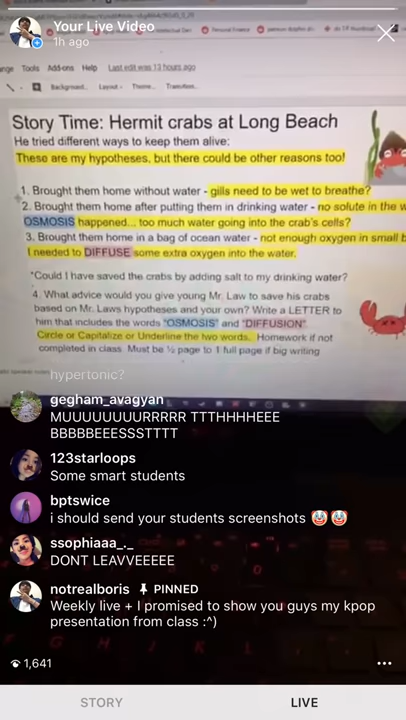 Your Live Video
1h ago
Tools Add-ons Help Last edit was 13 hours ago
Background... Layout Theme... Transition...
Story Time: Hermit crabs at Long Beach
He tried different ways to keep them alive:
These are my hypotheses, but there could be other reasons too!
1. Brought them home without water - gills need to be wet to breathe?
2. Brought them home after putting them in drinking water - no solute in the w
OSMOSIS happened... too much water going into the crab's cells?
3. Brought them home in a bag of ocean water - not enough oxygen in small b
I needed to DIFFUSE some extra oxygen into the water.
*Could I have saved the crabs by adding salt to my drinking water?
4. What advice would you give young Mr. Law to save his crabs
based on Mr. Laws hypotheses and your own? Write a LETTER to
him that includes the words "OSMOSIS" and "DIFFUSION".
Circle or Capitalize or Underline the two words. Homework if not
completed in class. Must be ½ page to 1 full page if big writing
hypertonic?
gegham_avagyan
MUUUUUUUURRRRR TTTHHHHEEE
BBBBBEEESSSTTTT
123starloops
Some smart students
bptswice
i should send your students screenshots 🤡🤡
ssophiaaa_._
DONT LEAVVEEEEE
notrealboris PINNED
Weekly live + I promised to show you guys my kpop
presentation from class :^)
1,641
STORY LIVE